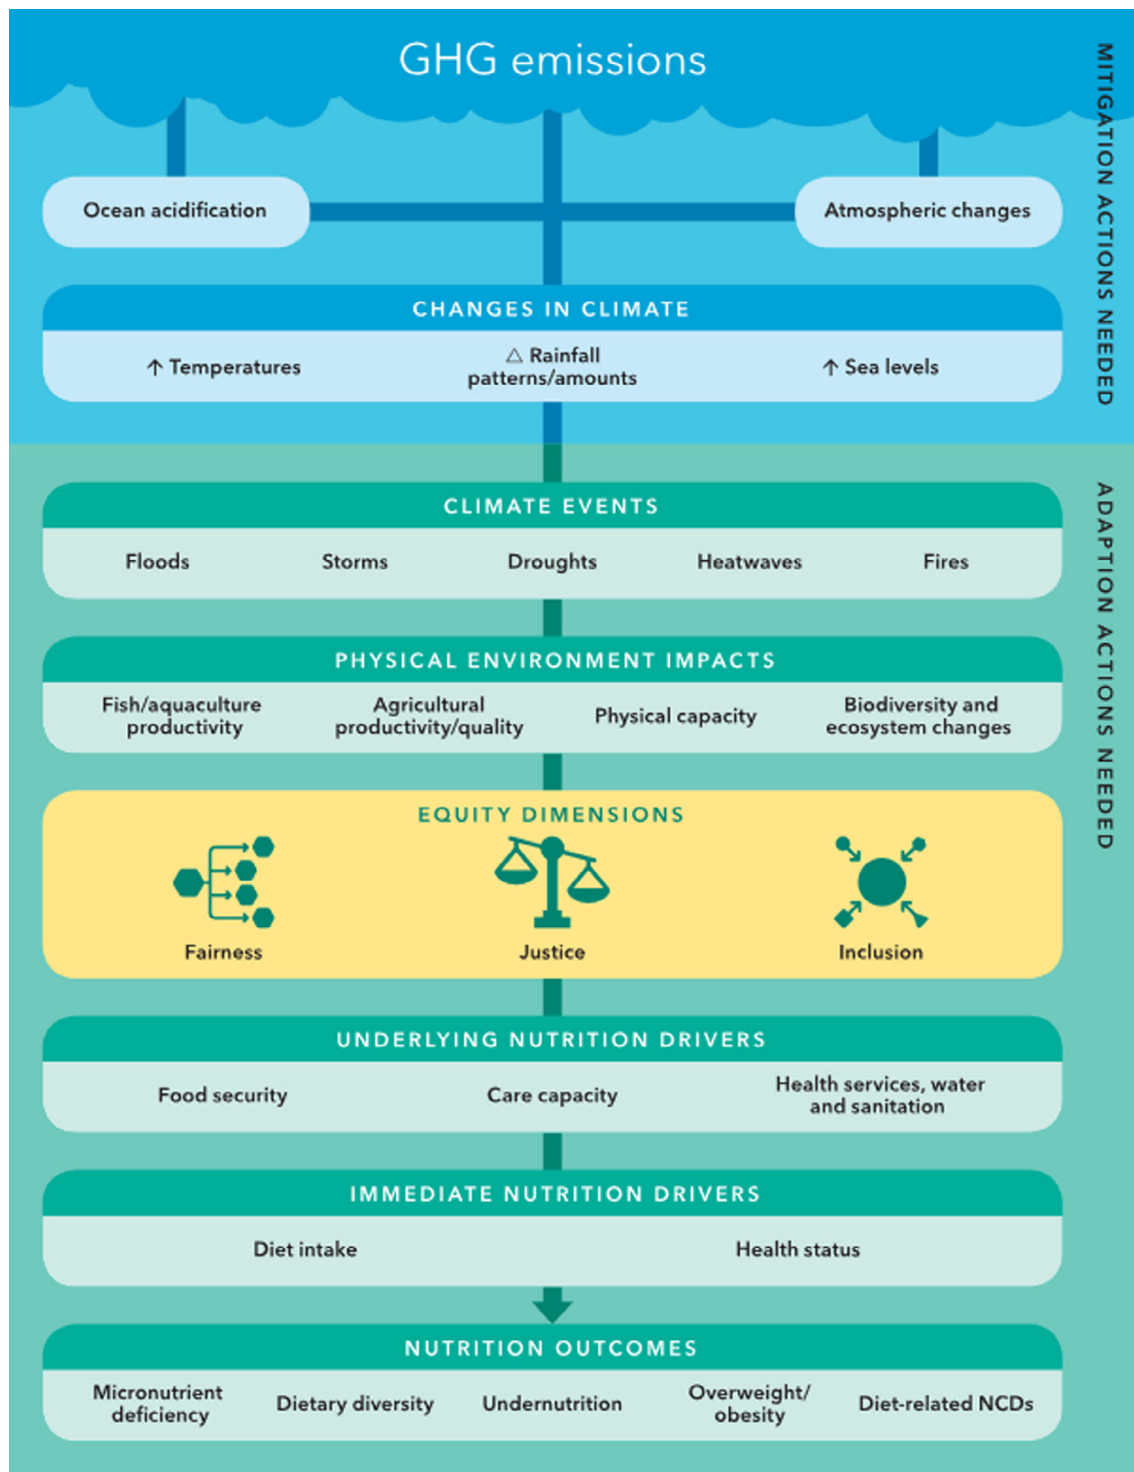 GHG emissions
MITIGATION ACTIONS NEEDED
Ocean acidification
Atmospheric changes
CHANGES IN CLIMATE
↑ Temperatures
△ Rainfall
patterns/amounts
↑ Sea levels
ADAPTION ACTIONS NEEDED
CLIMATE EVENTS
Floods
Storms
Droughts
Heatwaves
Fires
PHYSICAL ENVIRONMENT IMPACTS
Fish/aquaculture
productivity
Agricultural
productivity/quality
Physical capacity
Biodiversity and
ecosystem changes
EQUITY DIMENSIONS
Fairness
Justice
Inclusion
UNDERLYING NUTRITION DRIVERS
Food security
Care capacity
Health services, water
and sanitation
IMMEDIATE NUTRITION DRIVERS
Diet intake
Health status
NUTRITION OUTCOMES
Micronutrient
deficiency
Dietary diversity
Undernutrition
Overweight/
obesity
Diet-related NCDs